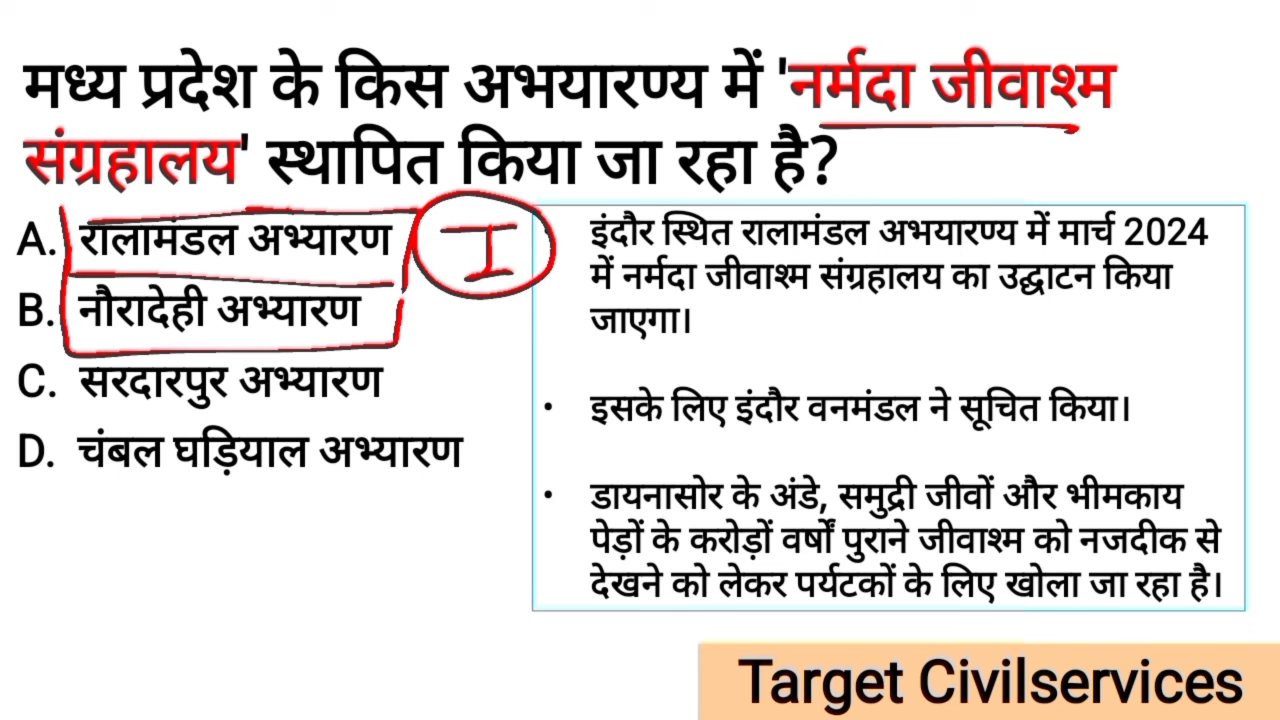 मध्य प्रदेश के किस अभयारण्य में 'नर्मदा जीवाश्म
संग्रहालय' स्थापित किया जा रहा है?
A. रालामंडल अभ्यारण
B. नौरादेही अभ्यारण
C. सरदारपुर अभ्यारण
D. चंबल घड़ियाल अभ्यारण
I
इंदौर स्थित रालामंडल अभयारण्य में मार्च 2024
में नर्मदा जीवाश्म संग्रहालय का उद्घाटन किया
जाएगा।
• इसके लिए इंदौर वनमंडल ने सूचित किया।
• डायनासोर के अंडे, समुद्री जीवों और भीमकाय
पेड़ों के करोड़ों वर्षों पुराने जीवाश्म को नजदीक से
देखने को लेकर पर्यटकों के लिए खोला जा रहा है।
Target Civilservices